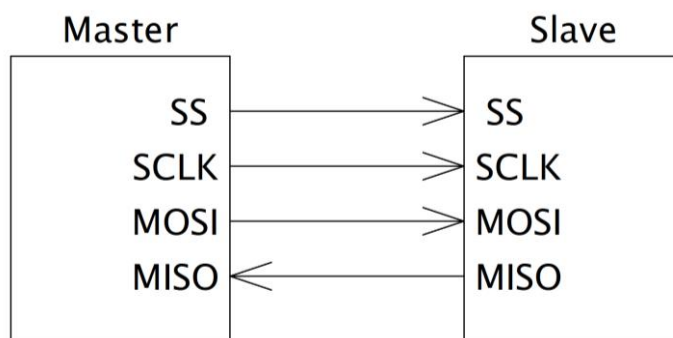 Master Slave
SS SS
SCLK SCLK
MOSI MOSI
MISO MISO